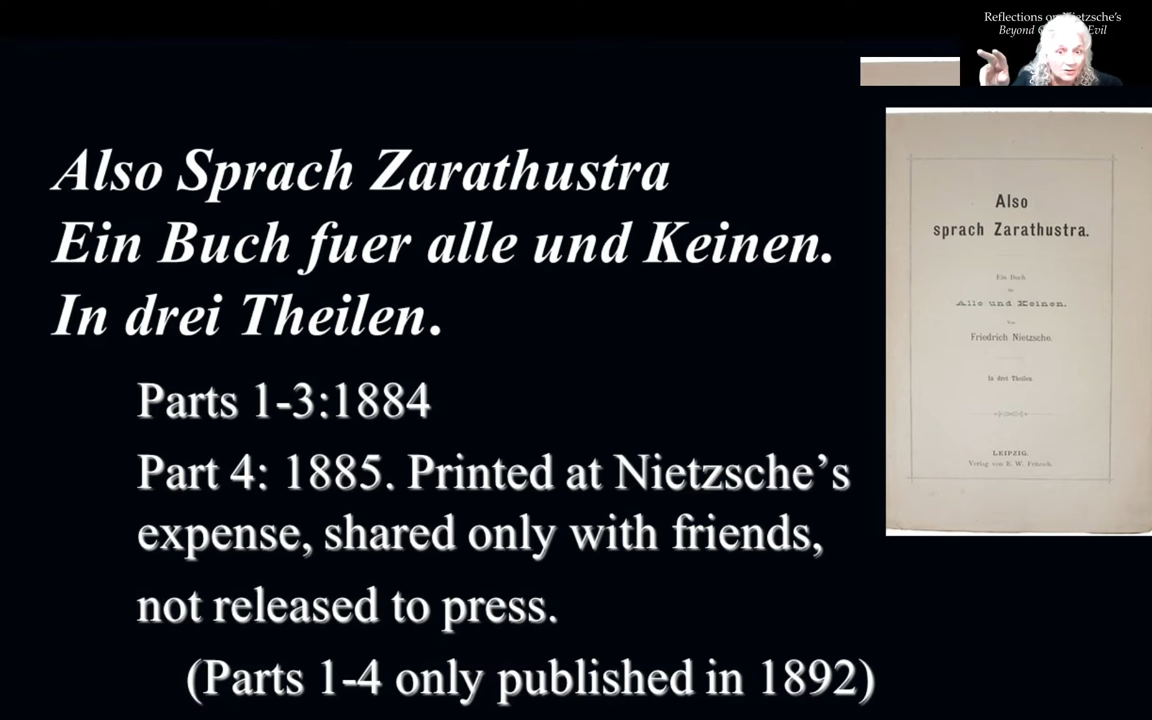 Reflections on Nietzsche's
Beyond Evil
Also Sprach Zarathustra
Ein Buch fuer alle und Keinen.
In drei Theilen.
Parts 1-3:1884
Part 4: 1885. Printed at Nietzsche’s
expense, shared only with friends,
not released to press.
(Parts 1-4 only published in 1892)
Also
sprach Zarathustra.
Ein Buch
für
Alle und Keinen.
Von
Friedrich Nietzsche.
In drei Theilen.
LEIPZIG.
Verlag von E. W. Fritzsch.